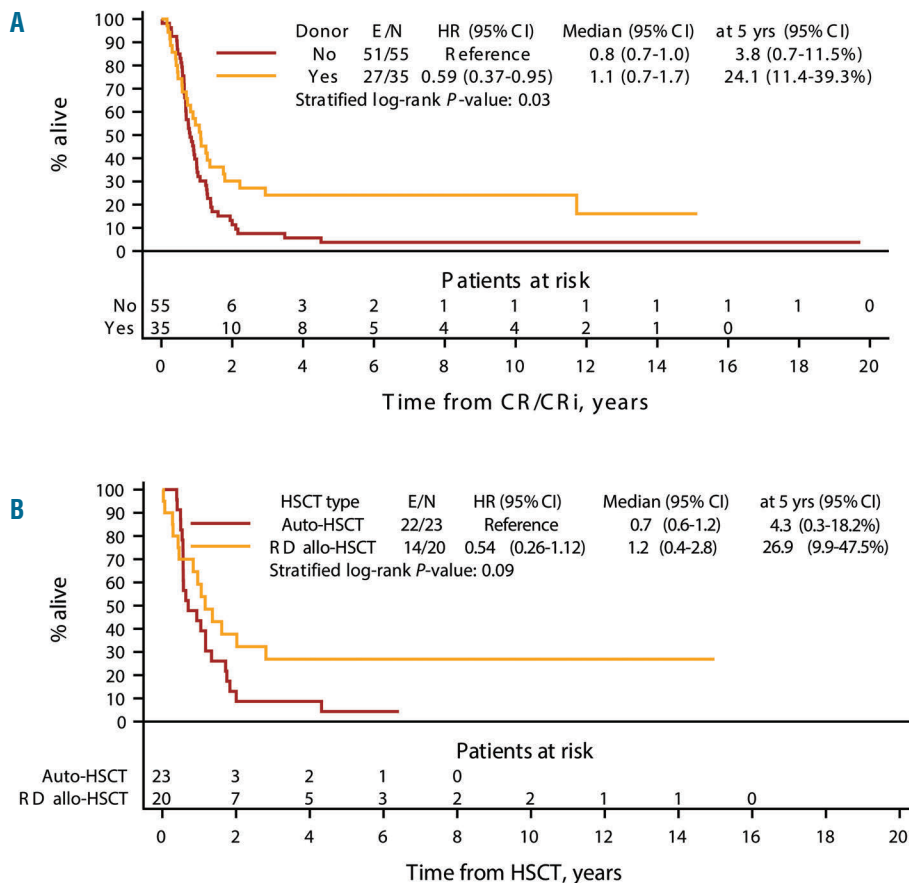 A
Donor E/N HR (95% CI) Median (95% CI) at 5 yrs (95% CI)
No 51/55 Reference 0.8 (0.7-1.0) 3.8 (0.7-11.5%)
Yes 27/35 0.59 (0.37-0.95) 1.1 (0.7-1.7) 24.1 (11.4-39.3%)
Stratified log-rank P-value: 0.03
100
90
80
70
60
50
40
30
20
10
0
% alive
Patients at risk
No 55 6 3 2 1 1 1 1 1 1 0
Yes 35 10 8 5 4 4 2 1 0
0 2 4 6 8 10 12 14 16 18 20
Time from CR/CRi, years
B
HSCT type E/N HR (95% CI) Median (95% CI) at 5 yrs (95% CI)
Auto-HSCT 22/23 Reference 0.7 (0.6-1.2) 4.3 (0.3-18.2%)
RD allo-HSCT 14/20 0.54 (0.26-1.12) 1.2 (0.4-2.8) 26.9 (9.9-47.5%)
Stratified log-rank P-value: 0.09
100
90
80
70
60
50
40
30
20
10
0
% alive
Patients at risk
Auto-HSCT 23 3 2 1 0
RD allo-HSCT 20 7 5 3 2 2 1 1 0
0 2 4 6 8 10 12 14 16 18 20
Time from HSCT, years